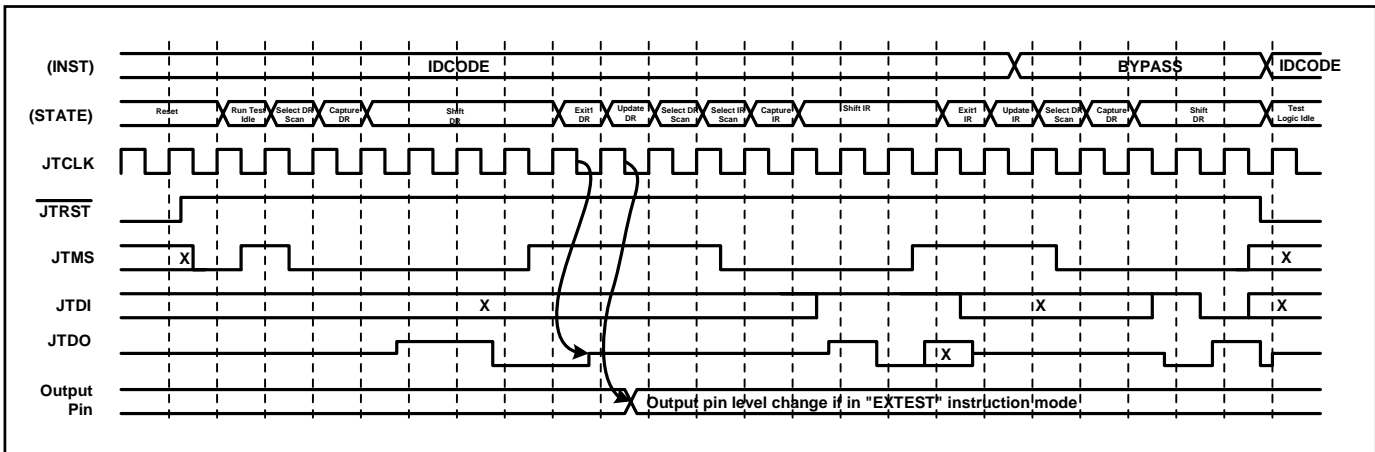 (INST) IDCODE BYPASS IDCODE
(STATE) Reset Run Test Idle Select DR Scan Capture DR Shift DR Exit1 DR Update DR Select DR Scan Select IR Scan Capture IR Shift IR Exit1 IR Update IR Select DR Scan Capture DR Shift DR Test Logic Idle
JTCLK
JTRST
JTMS X X
JTDI X X X
JTDO X
Output Pin Output pin level change if in "EXTEST" instruction mode